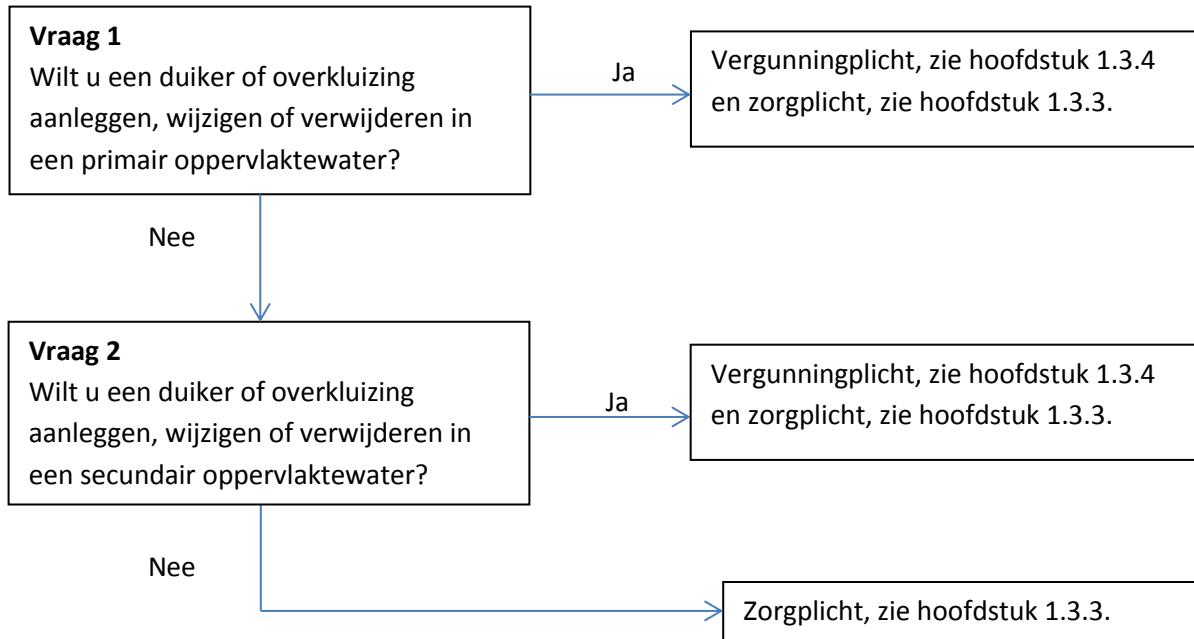 Vraag 1
Wilt u een duiker of overkluizing
aanleggen, wijzigen of verwijderen in
een primair oppervlaktewater?
Ja
Vergunningplicht, zie hoofdstuk 1.3.4
en zorgplicht, zie hoofdstuk 1.3.3.
Nee
Vraag 2
Wilt u een duiker of overkluizing
aanleggen, wijzigen of verwijderen in
een secundair oppervlaktewater?
Ja
Vergunningplicht, zie hoofdstuk 1.3.4
en zorgplicht, zie hoofdstuk 1.3.3.
Nee
Zorgplicht, zie hoofdstuk 1.3.3.